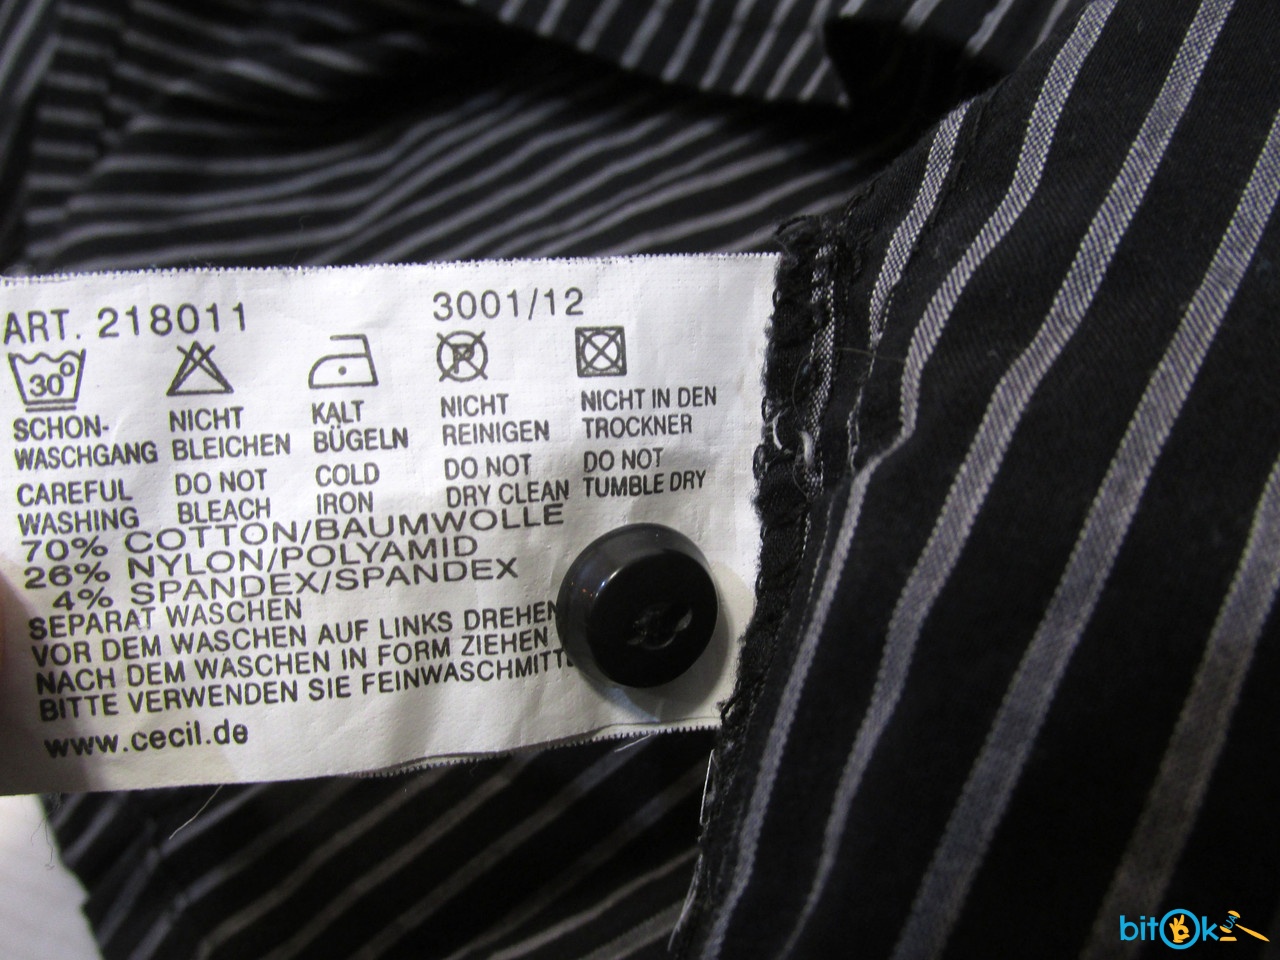 ART. 218011 3001/12
30°
P
SCHON-
WASCHGANG
CAREFUL
WASHING
NICHT
BLEICHEN
DO NOT
BLEACH
KALT
BÜGELN
COLD
IRON
NICHT
REINIGEN
DO NOT
DRY CLEAN
NICHT IN DEN
TROCKNER
DO NOT
TUMBLE DRY
70% COTTON/BAUMWOLLE
26% NYLON/POLYAMID
4% SPANDEX/SPANDEX
SEPARAT WASCHEN
VOR DEM WASCHEN AUF LINKS DREHEN
NACH DEM WASCHEN IN FORM ZIEHEN
BITTE VERWENDEN SIE
www.cecil.de
bitOk UA